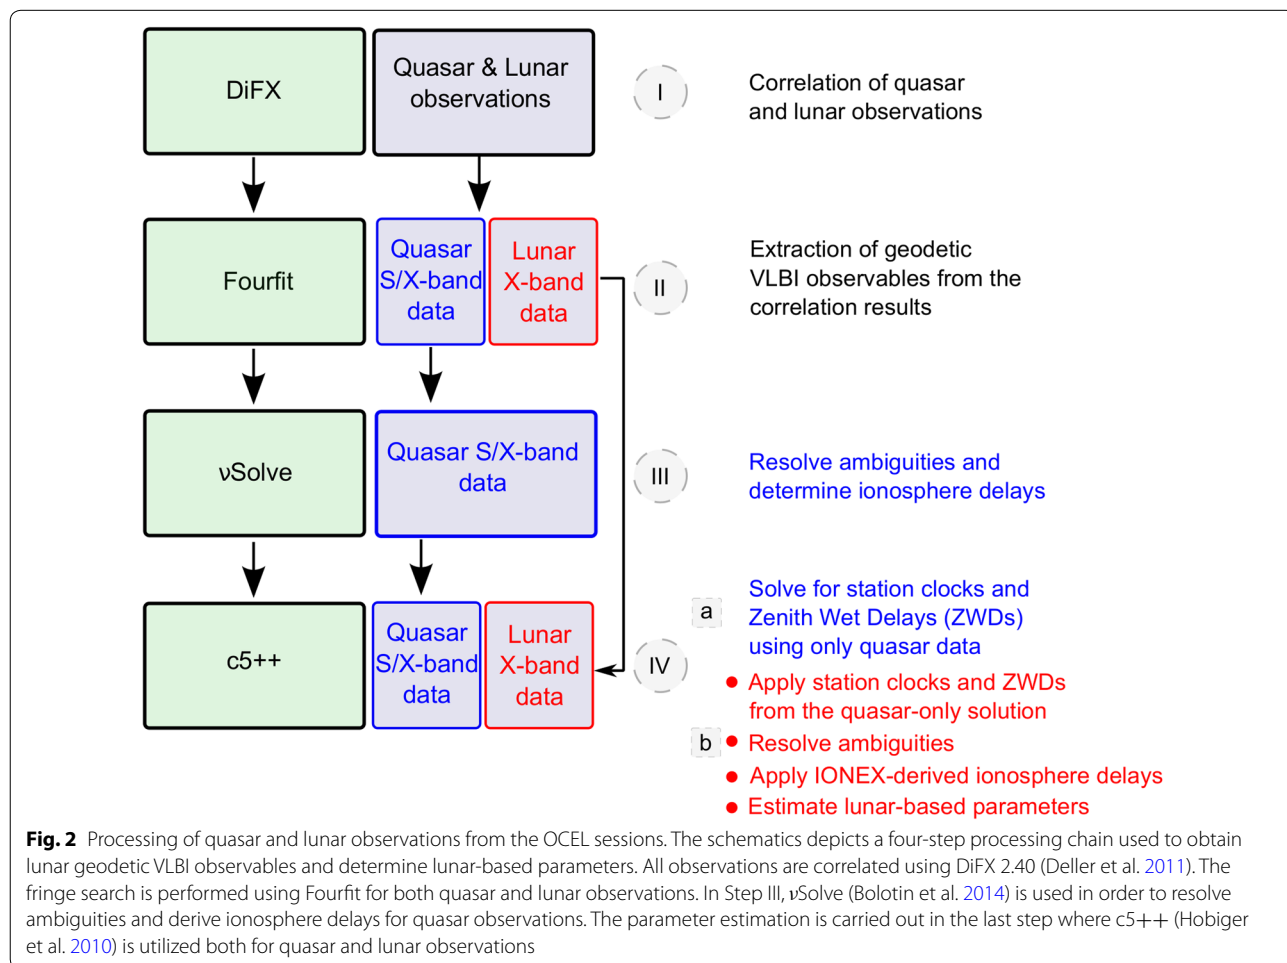 DiFX
Quasar & Lunar
observations
I
Correlation of quasar
and lunar observations
Fourfit
Quasar
S/X-band
data
Lunar
X-band
data
II
Extraction of geodetic
VLBI observables from the
correlation results
νSolve
Quasar S/X-band
data
III
Resolve ambiguities and
determine ionosphere delays
c5++
Quasar
S/X-band
data
Lunar
X-band
data
IV
a
Solve for station clocks and
Zenith Wet Delays (ZWDs)
using only quasar data
• Apply station clocks and ZWDs
from the quasar-only solution
b
• Resolve ambiguities
• Apply IONEX-derived ionosphere delays
• Estimate lunar-based parameters
Fig. 2 Processing of quasar and lunar observations from the OCEL sessions. The schematics depicts a four-step processing chain used to obtain
lunar geodetic VLBI observables and determine lunar-based parameters. All observations are correlated using DiFX 2.40 (Deller et al. 2011). The
fringe search is performed using Fourfit for both quasar and lunar observations. In Step III, νSolve (Bolotin et al. 2014) is used in order to resolve
ambiguities and derive ionosphere delays for quasar observations. The parameter estimation is carried out in the last step where c5++ (Hobiger
et al. 2010) is utilized both for quasar and lunar observations